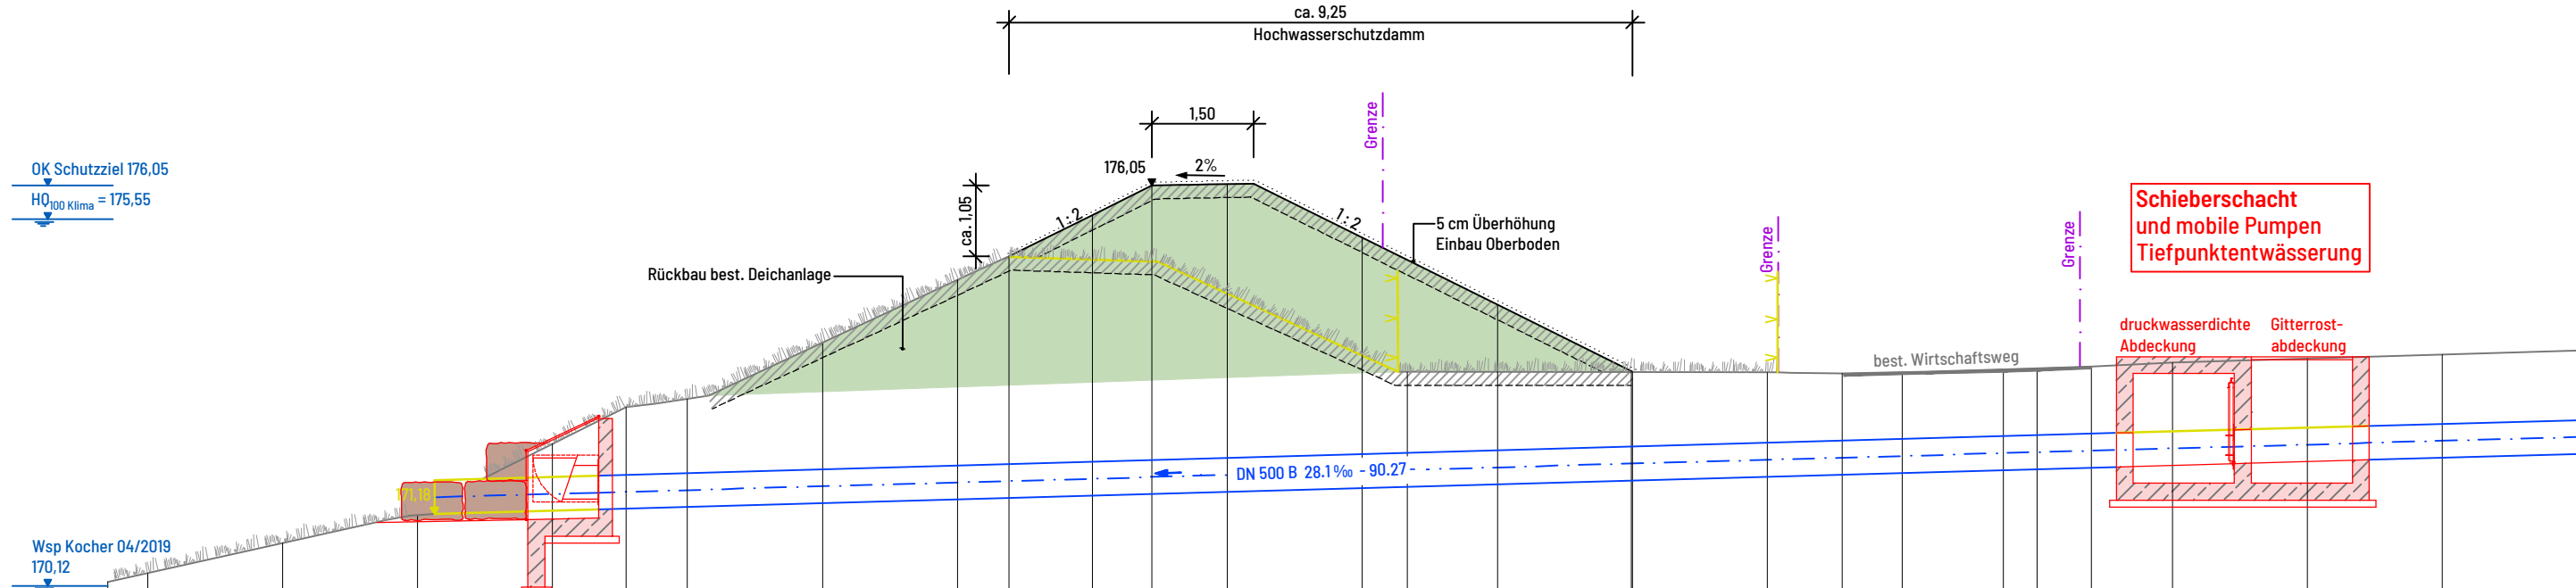 ca. 9,25
Hochwasserschutzdamm
1,50
Grenze
176,05
2%
OK Schutzziel 176,05
HQ100 Klima = 175,55
ca. 1,05
1 : 2
1 : 2
5 cm Überhöhung
Einbau Oberboden
Grenze
Grenze
Schieberschacht
und mobile Pumpen
Tiefpunktentwässerung
Rückbau best. Deichanlage
druckwasserdichte
Abdeckung
Gitterrost-
abdeckung
best. Wirtschaftsweg
DN 500 B 28.1 ‰ - 90.27
171,18
Wsp Kocher 04/2019
170,12